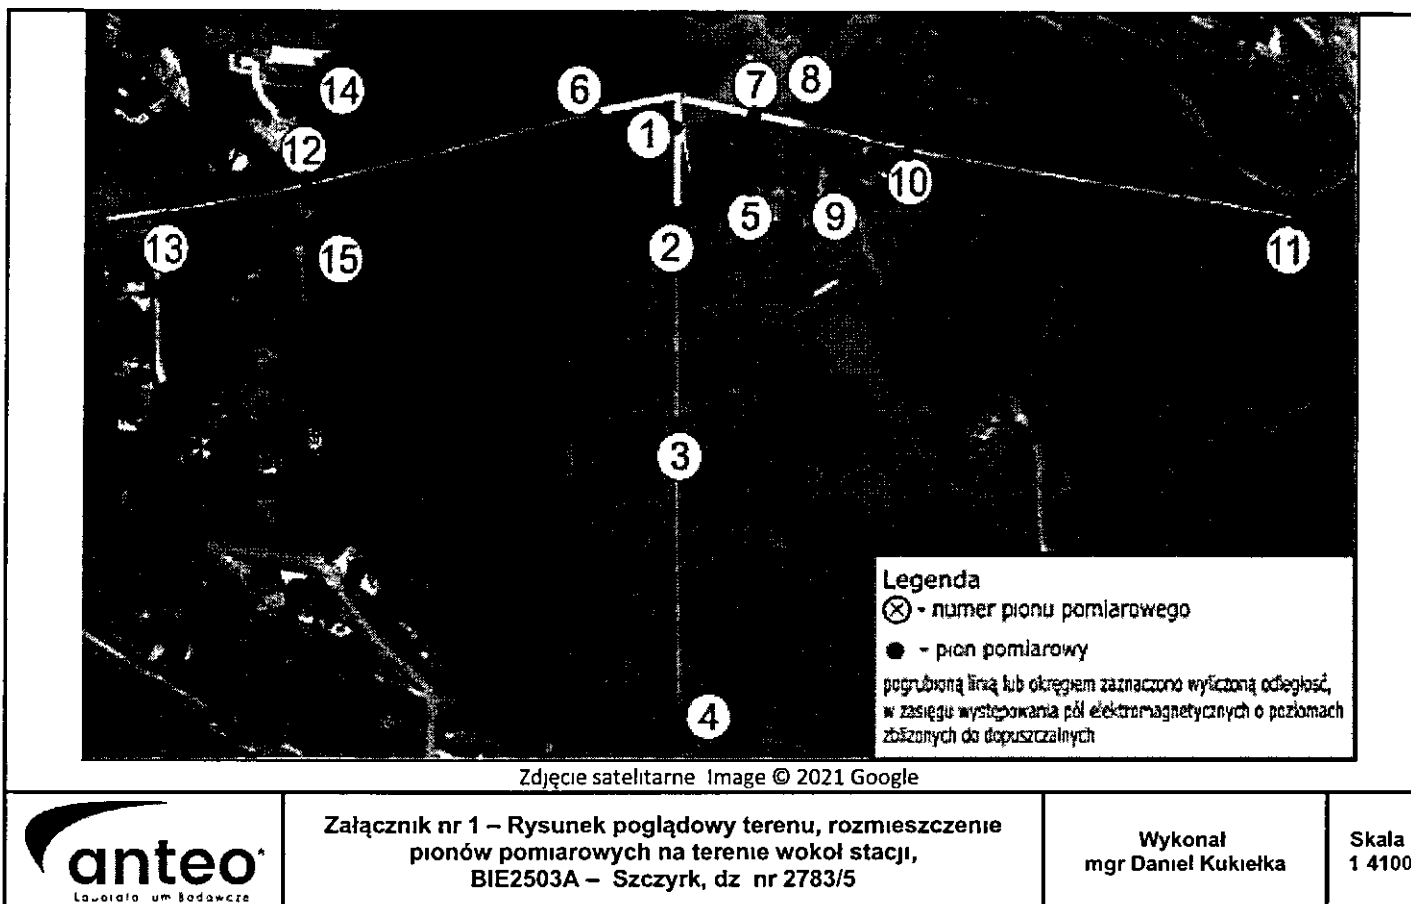 14
12
6
7
8
1
10
13
15
2
5
9
11
3
4
Legenda
- numer pionu pomiarowego
- pion pomiarowy
pogrubioną linią lub okręgiem zaznaczono wyliczoną odległość,
w zasięgu występowania pól elektromagnetycznych o poziomach
zbliżonych do dopuszczalnych
Zdjęcie satelitarne Image © 2021 Google
anteo
Załącznik nr 1 – Rysunek poglądowy terenu, rozmieszczenie
pionów pomiarowych na terenie wokoł stacji,
BIE2503A – Szczyrk, dz nr 2783/5
Wykonał
mgr Daniel Kukiełka
Skala
1 4100